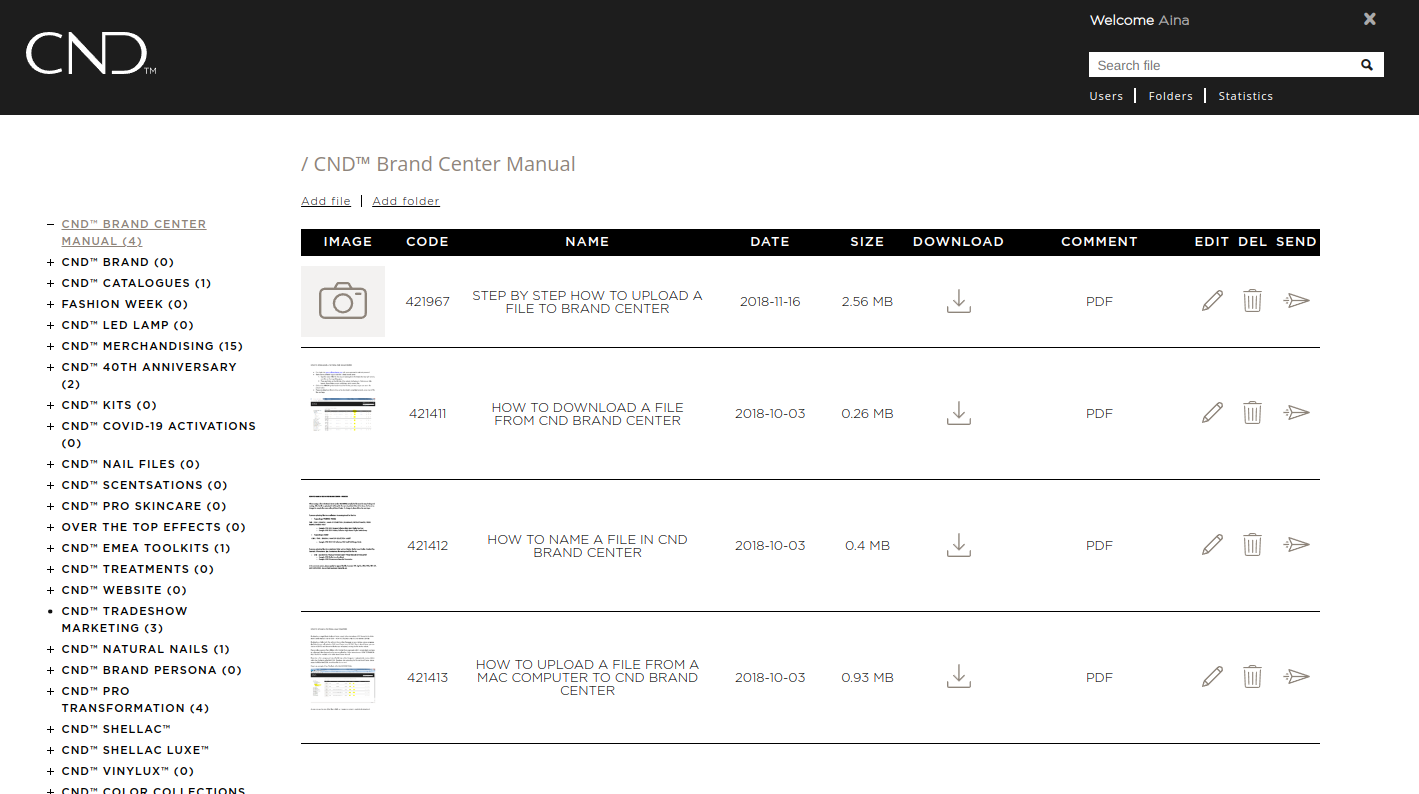 CND™
Welcome Aina
Search file
Users | Folders | Statistics
/ CND™ Brand Center Manual
Add file | Add folder
CND™ BRAND CENTER
MANUAL (4)
CND™ BRAND (0)
CND™ CATALOGUES (1)
FASHION WEEK (0)
CND™ LED LAMP (0)
CND™ MERCHANDISING (15)
CND™ 40TH ANNIVERSARY
(2)
CND™ KITS (0)
CND™ COVID-19 ACTIVATIONS
(0)
CND™ NAIL FILES (0)
CND™ SCENTSATIONS (0)
CND™ PRO SKINCARE (0)
OVER THE TOP EFFECTS (0)
CND™ EMEA TOOLKITS (1)
CND™ TREATMENTS (0)
CND™ WEBSITE (0)
CND™ TRADESHOW
MARKETING (3)
CND™ NATURAL NAILS (1)
CND™ BRAND PERSONA (0)
CND™ PRO
TRANSFORMATION (4)
CND™ SHELLAC™
CND™ SHELLAC LUXE™
CND™ VINYLUX™ (0)
CND™ COLOR COLLECTIONS
IMAGE CODE NAME DATE SIZE DOWNLOAD COMMENT EDIT DEL SEND
421967 STEP BY STEP HOW TO UPLOAD A 2018-11-16 2.56 MB PDF
FILE TO BRAND CENTER
421411 HOW TO DOWNLOAD A FILE 2018-10-03 0.26 MB PDF
FROM CND BRAND CENTER
421412 HOW TO NAME A FILE IN CND 2018-10-03 0.4 MB PDF
BRAND CENTER
421413 HOW TO UPLOAD A FILE FROM A 2018-10-03 0.93 MB PDF
MAC COMPUTER TO CND BRAND
CENTER